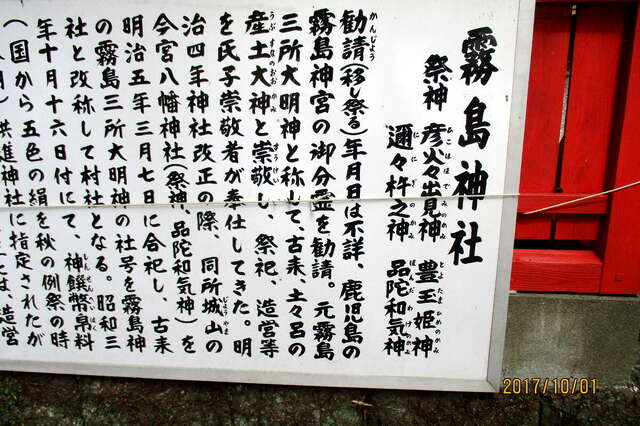 霧島神社
祭神 彦火々出見神 豊玉姫神
邇々杵之神 品陀和気神
勧請(移し祭る)年月日は不詳、鹿児島の
霧島神宮の御分霊を勧請。元霧島
三所大明神と称して、古来、土々呂の
産土大神と崇敬し、祭祀、造営等
を氏子崇敬者が奉仕してきた。明
治四年神社改正の際、同所城山の
今宮八幡神社(祭神、品陀和気神)を
明治五年三月七日に合祀し、古来
の霧島三所大明神の社号を霧島神
社と改称して村社となる。昭和三
年十月十六日付にて、神饌幣帛料
(国から五色の絹を秋の例祭の時
供進神社に指定されたが
2017/10/01